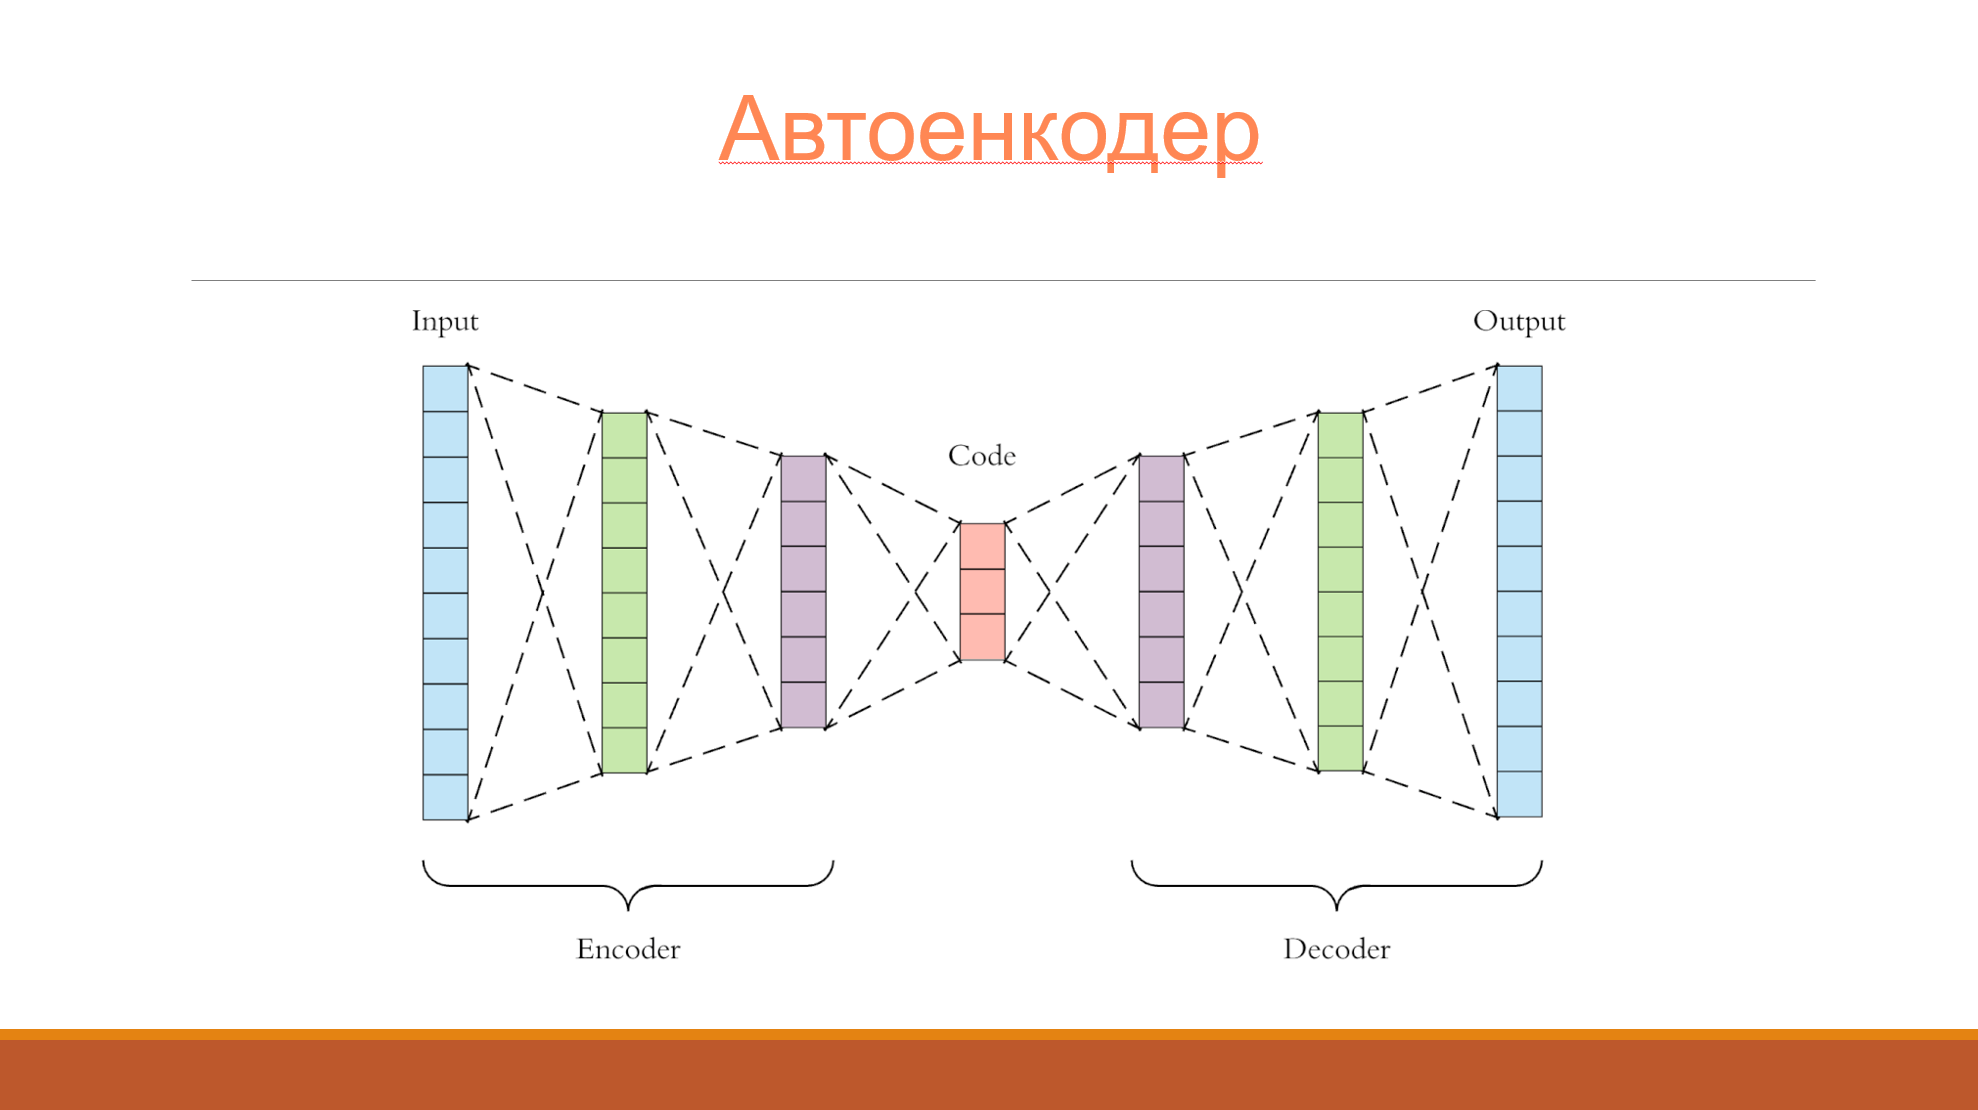 Автоенкодер
Input
Output
Code
Encoder
Decoder